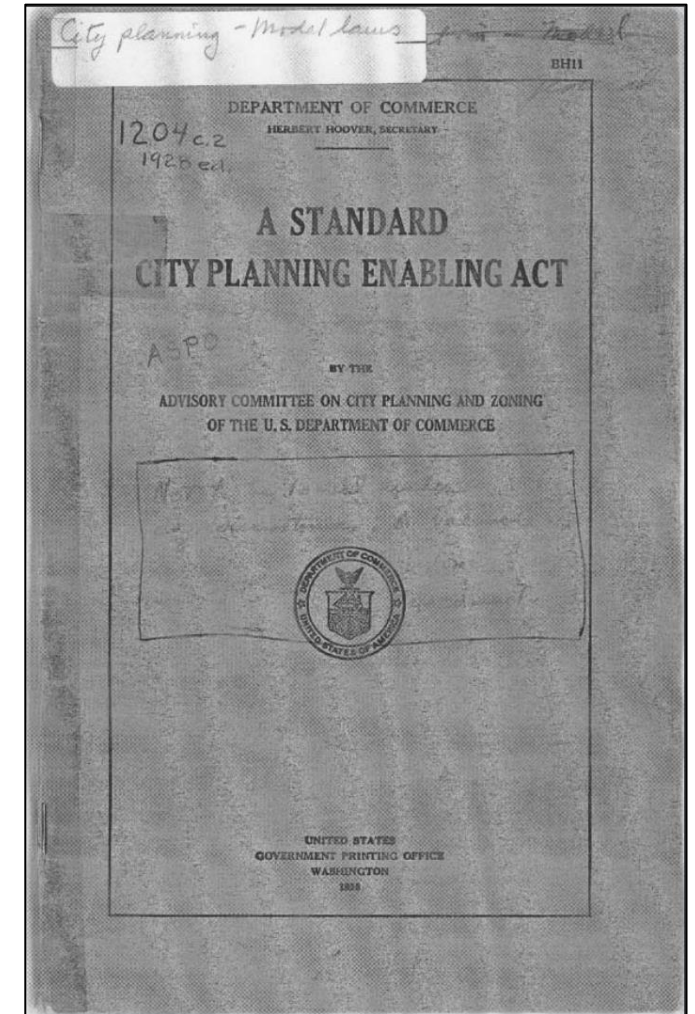 City planning - Model laws
BH11
DEPARTMENT OF COMMERCE
HERBERT HOOVER, SECRETARY
1204 c.2
1928 ed.
A STANDARD
CITY PLANNING ENABLING ACT
ASPO
BY THE
ADVISORY COMMITTEE ON CITY PLANNING AND ZONING
OF THE U. S. DEPARTMENT OF COMMERCE
DEPARTMENT OF COMMERCE
UNITED STATES OF AMERICA
UNITED STATES
GOVERNMENT PRINTING OFFICE
WASHINGTON
1928